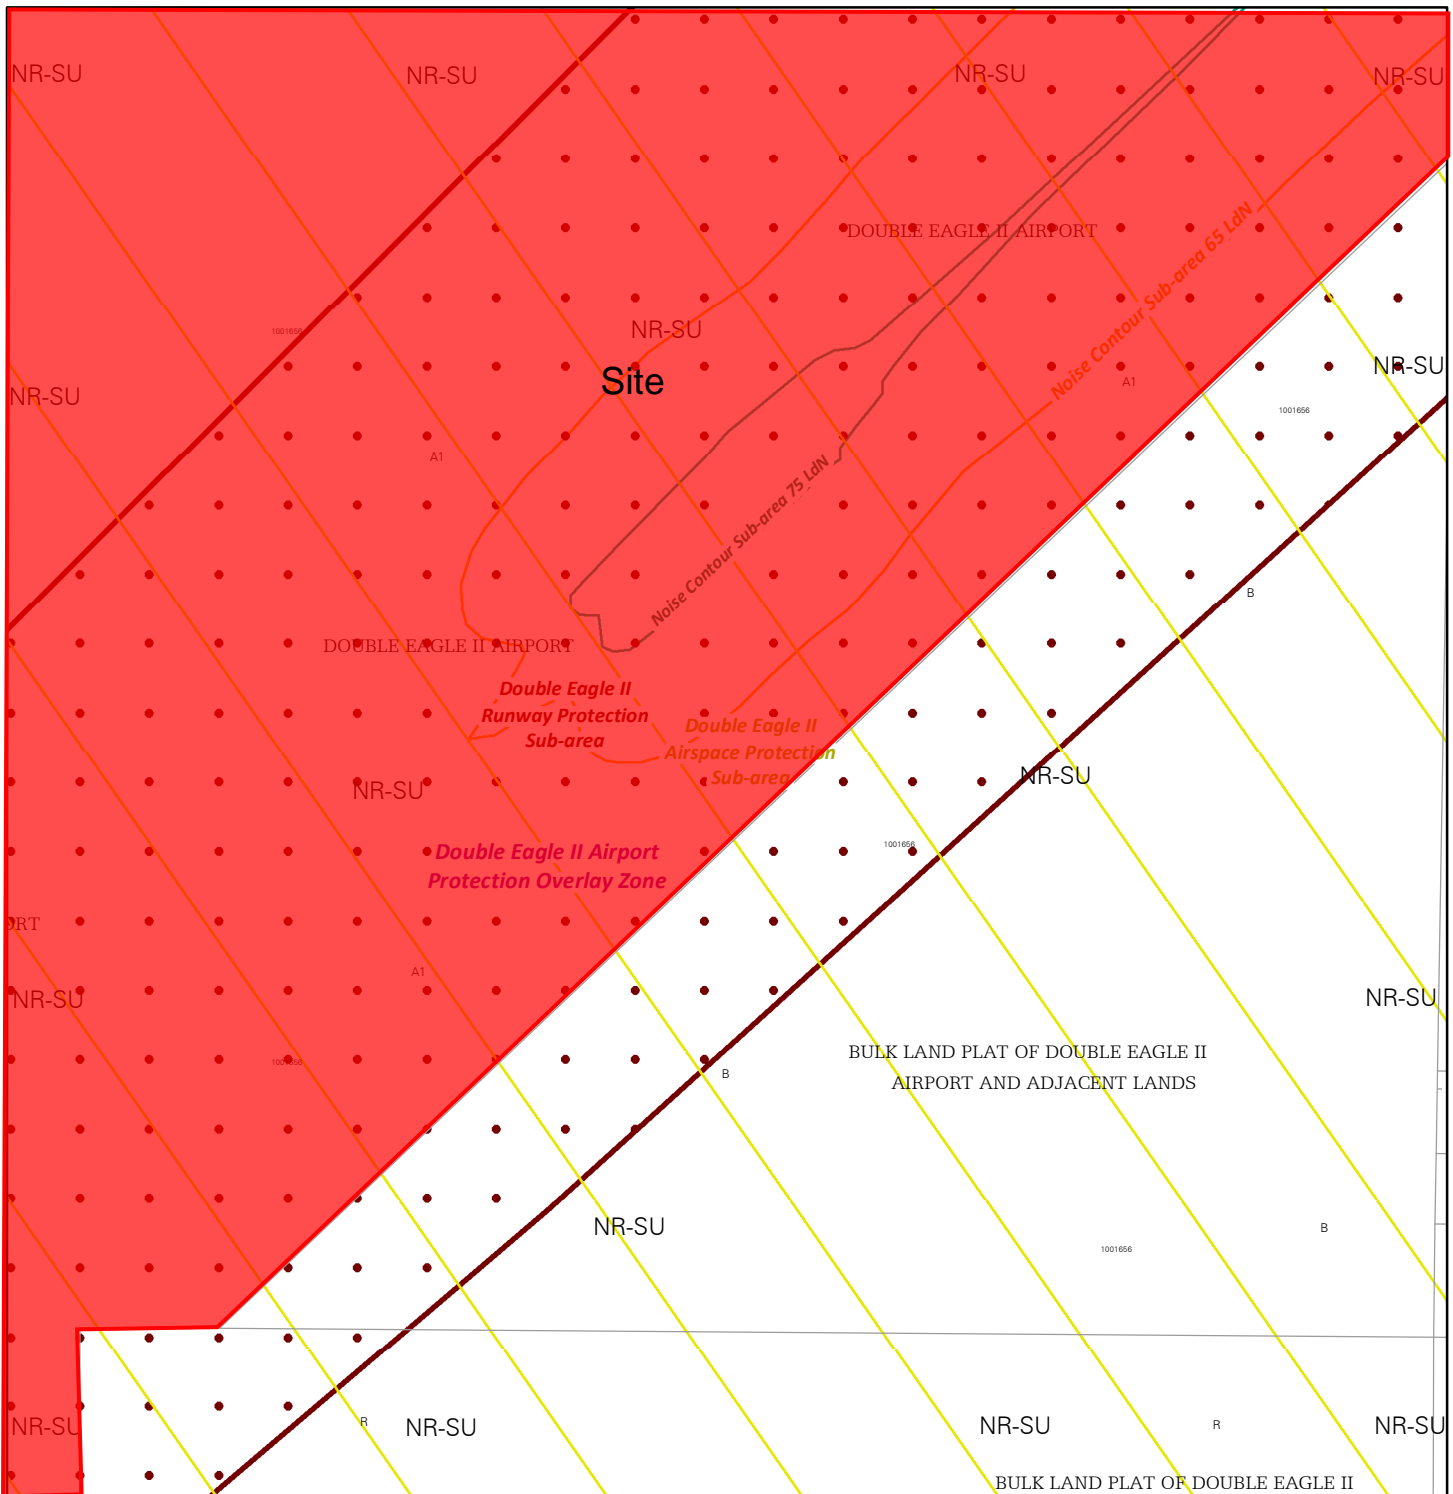 NR-SU
NR-SU
NR-SU
NR-SU
DOUBLE EAGLE II AIRPORT
Noise Contour Sub-area 65 LdN
1001656
NR-SU
Site
NR-SU
A1
NR-SU
1001656
A1
Noise Contour Sub-area 75 LdN
B
DOUBLE EAGLE II AIRPORT
Double Eagle II
Runway Protection
Sub-area
Double Eagle II
Airspace Protection
Sub-area
NR-SU
NR-SU
Double Eagle II Airport
Protection Overlay Zone
1001656
ORT
A1
NR-SU
NR-SU
1001656
B
BULK LAND PLAT OF DOUBLE EAGLE II
AIRPORT AND ADJACENT LANDS
NR-SU
B
1001656
NR-SU
R
NR-SU
NR-SU
R
NR-SU
BULK LAND PLAT OF DOUBLE EAGLE II